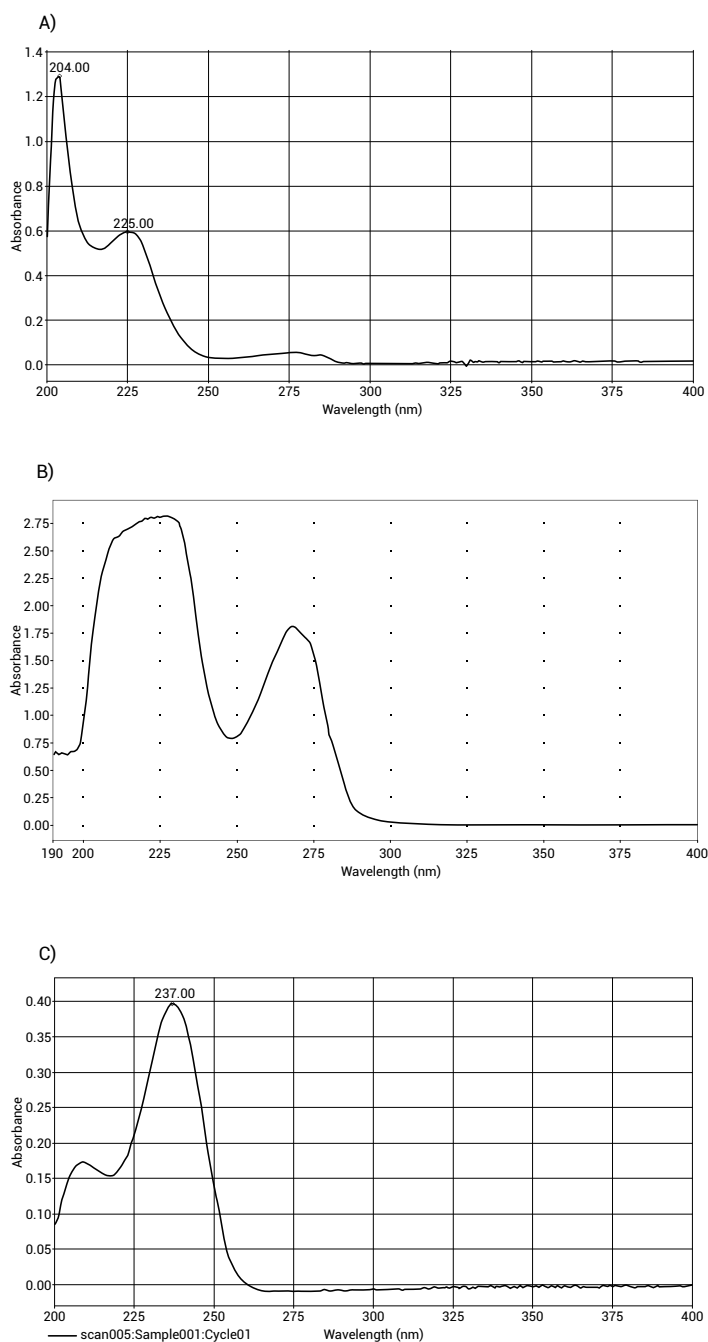 A)
1.4
204.00
1.2
1.0
0.8
225.00
0.6
0.4
0.2
0.0
Absorbance
200 225 250 275 300 325 350 375 400
Wavelength (nm)
B)
2.75
2.50
2.25
2.00
1.75
1.50
1.25
1.00
0.75
0.50
0.25
0.00
Absorbance
190 200 225 250 275 300 325 350 375 400
Wavelength (nm)
C)
237.00
0.40
0.35
0.30
0.25
0.20
0.15
0.10
0.05
0.00
Absorbance
200 225 250 275 300 325 350 375 400
Wavelength (nm)
scan005:Sample001:Cycle01